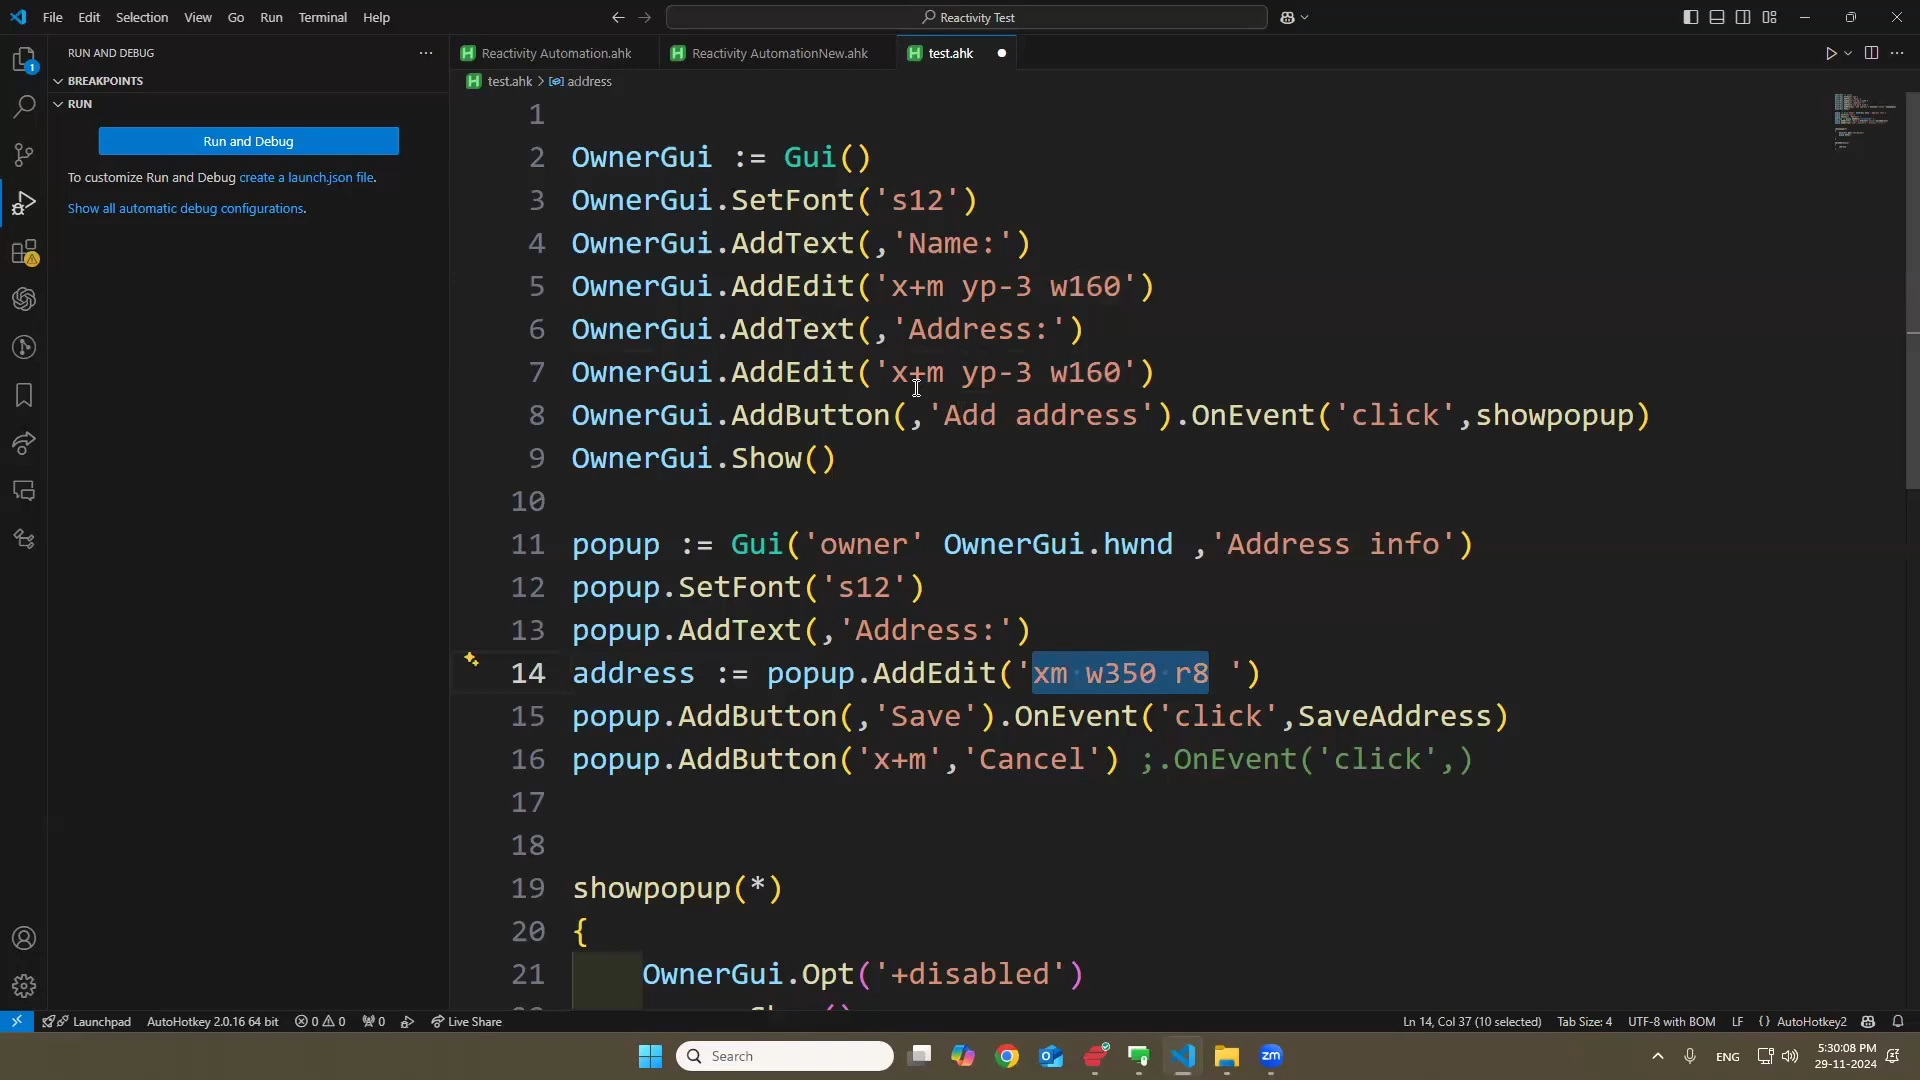 File Edit Selection View Go Run Terminal Help
Reactivity Test
RUN AND DEBUG
BREAKPOINTS
RUN
Run and Debug
To customize Run and Debug create a launch.json file.
Show all automatic debug configurations.
1
Reactivity Automation.ahk
Reactivity AutomationNew.ahk
test.ahk
test.ahk > address
1
2 OwnerGui := Gui()
3 OwnerGui.SetFont('s12')
4 OwnerGui.AddText(,'Name:')
5 OwnerGui.AddEdit('x+m yp-3 w160')
6 OwnerGui.AddText(,'Address:')
7 OwnerGui.AddEdit('x+m yp-3 w160')
8 OwnerGui.AddButton(,'Add address').OnEvent('click',showpopup)
9 OwnerGui.Show()
10
11 popup := Gui('owner' OwnerGui.hwnd ,'Address info')
12 popup.SetFont('s12')
13 popup.AddText(,'Address:')
14 address := popup.AddEdit('xm w350 r8 ')
15 popup.AddButton(,'Save').OnEvent('click',SaveAddress)
16 popup.AddButton('x+m','Cancel') ;.OnEvent('click',)
17
18
19 showpopup(*)
20 {
21 OwnerGui.Opt('+disabled')
Launchpad AutoHotkey 2.0.16 64 bit 0 0 0 Live Share
Ln 14, Col 37 (10 selected) Tab Size: 4 UTF-8 with BOM LF {} AutoHotkey2
Search
zm
ENG
5:30:08 PM
29-11-2024